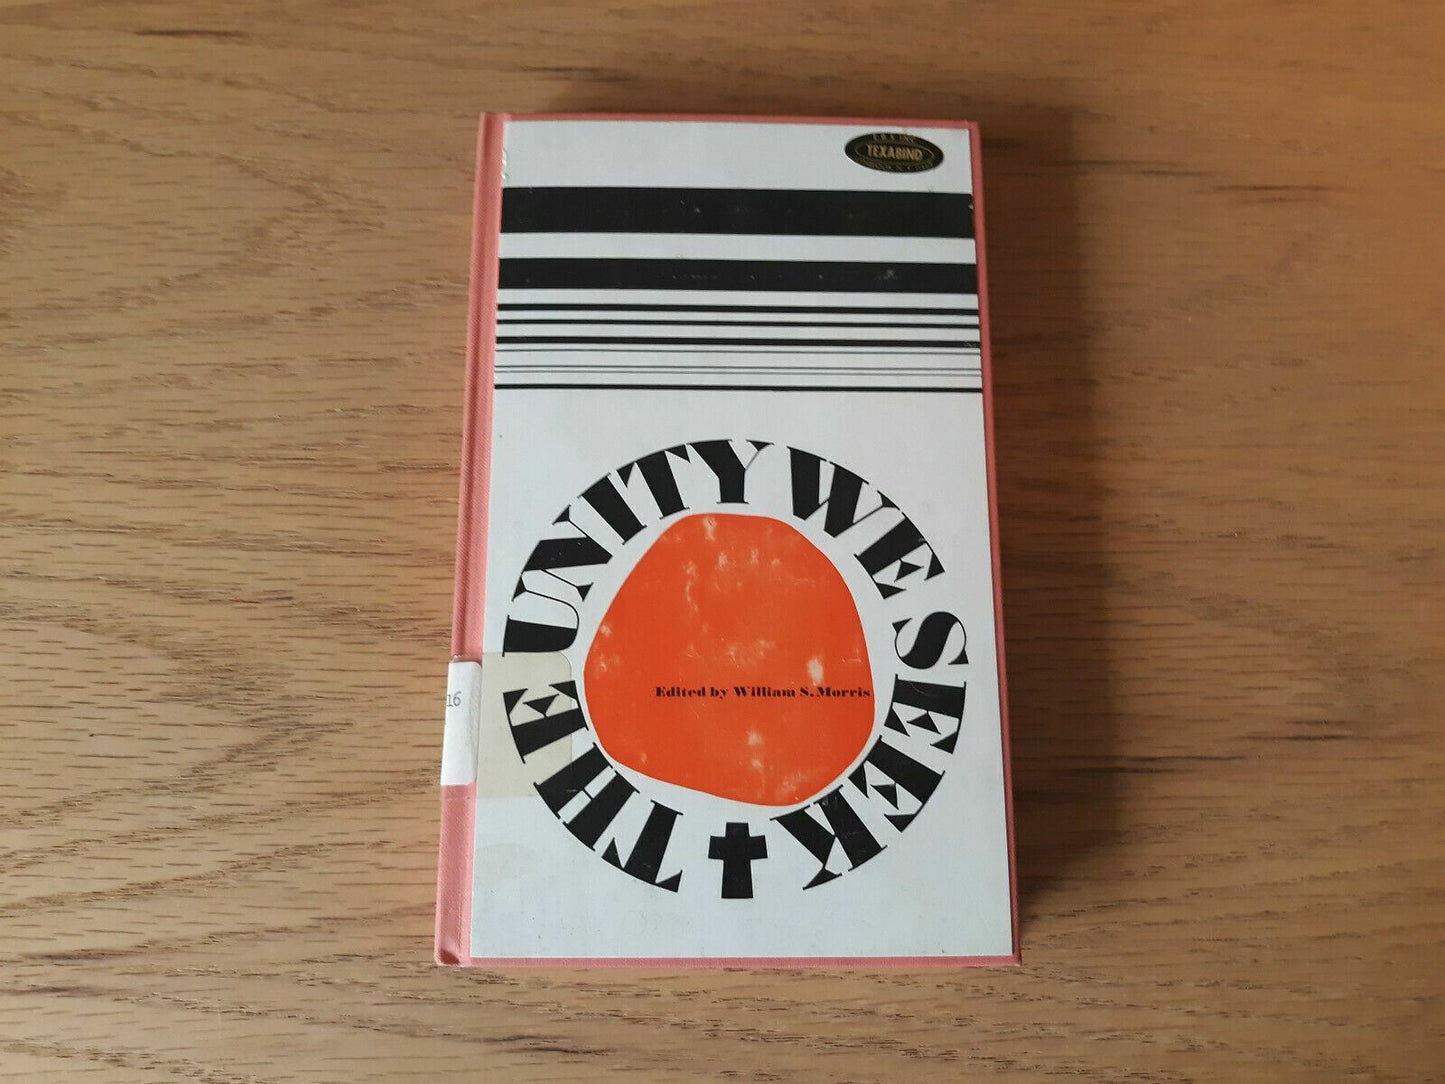 TEXABIND
THE UNITY WE SEEK
Edited by William S. Morris
16